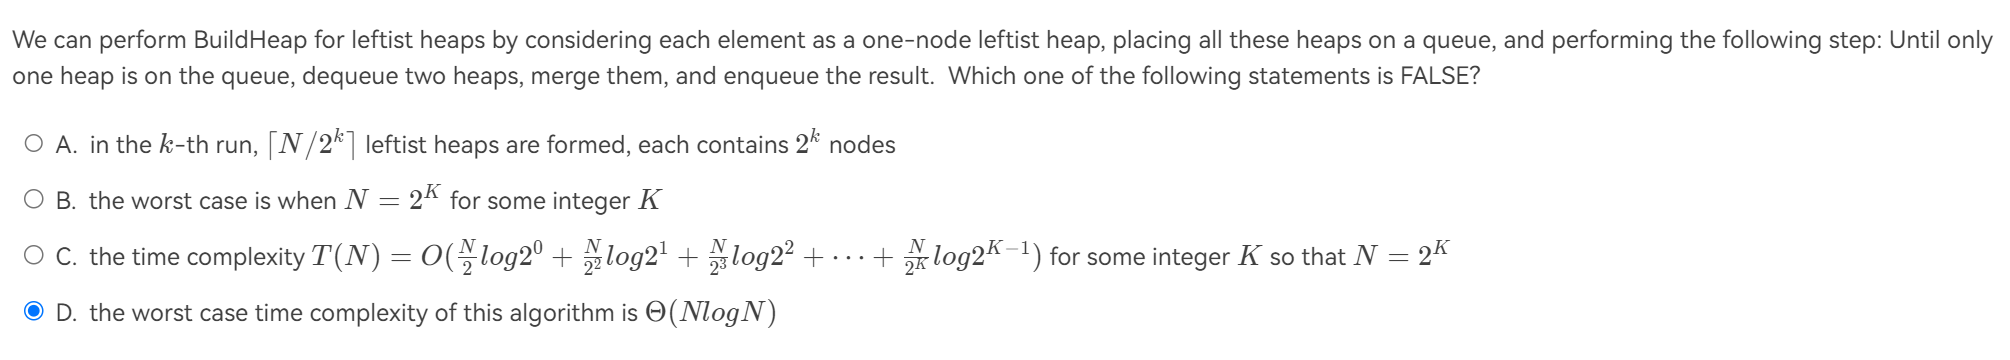 We can perform BuildHeap for leftist heaps by considering each element as a one-node leftist heap, placing all these heaps on a queue, and performing the following step: Until only
one heap is on the queue, dequeue two heaps, merge them, and enqueue the result. Which one of the following statements is FALSE?
A. in the $k$-th run, $\lceil N/2^k \rceil$ leftist heaps are formed, each contains $2^k$ nodes
B. the worst case is when $N = 2^K$ for some integer $K$
C. the time complexity $T(N) = O(\frac{N}{2} log2^0 + \frac{N}{2^2} log2^1 + \frac{N}{2^3} log2^2 + \cdots + \frac{N}{2^K} log2^{K-1})$ for some integer $K$ so that $N = 2^K$
D. the worst case time complexity of this algorithm is $\Theta(NlogN)$